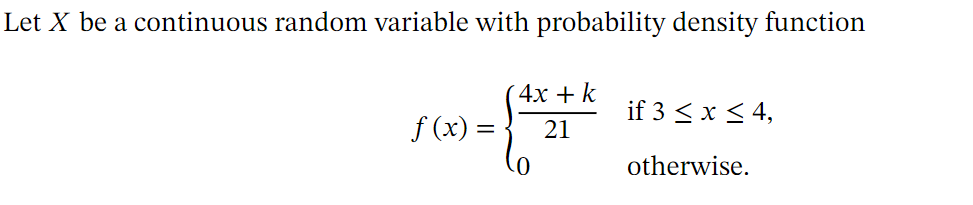 Let X be a continuous random variable with probability density function
4x + k
if 3 ≤ x ≤ 4,
f (x) = {
21
0
otherwise.